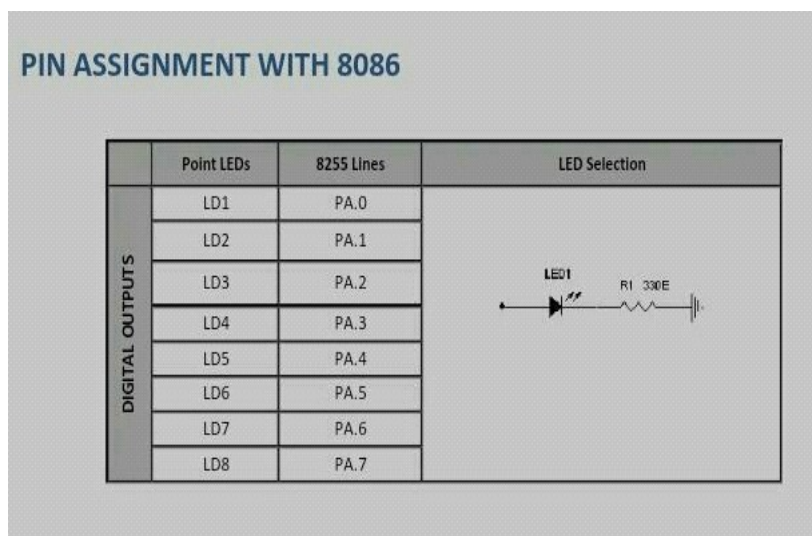 PIN ASSIGNMENT WITH 8086
Point LEDs 8255 Lines LED Selection
DIGITAL OUTPUTS
LD1 PA.0
LD2 PA.1
LD3 PA.2
LD4 PA.3
LD5 PA.4
LD6 PA.5
LD7 PA.6
LD8 PA.7
LED1
R1 330E